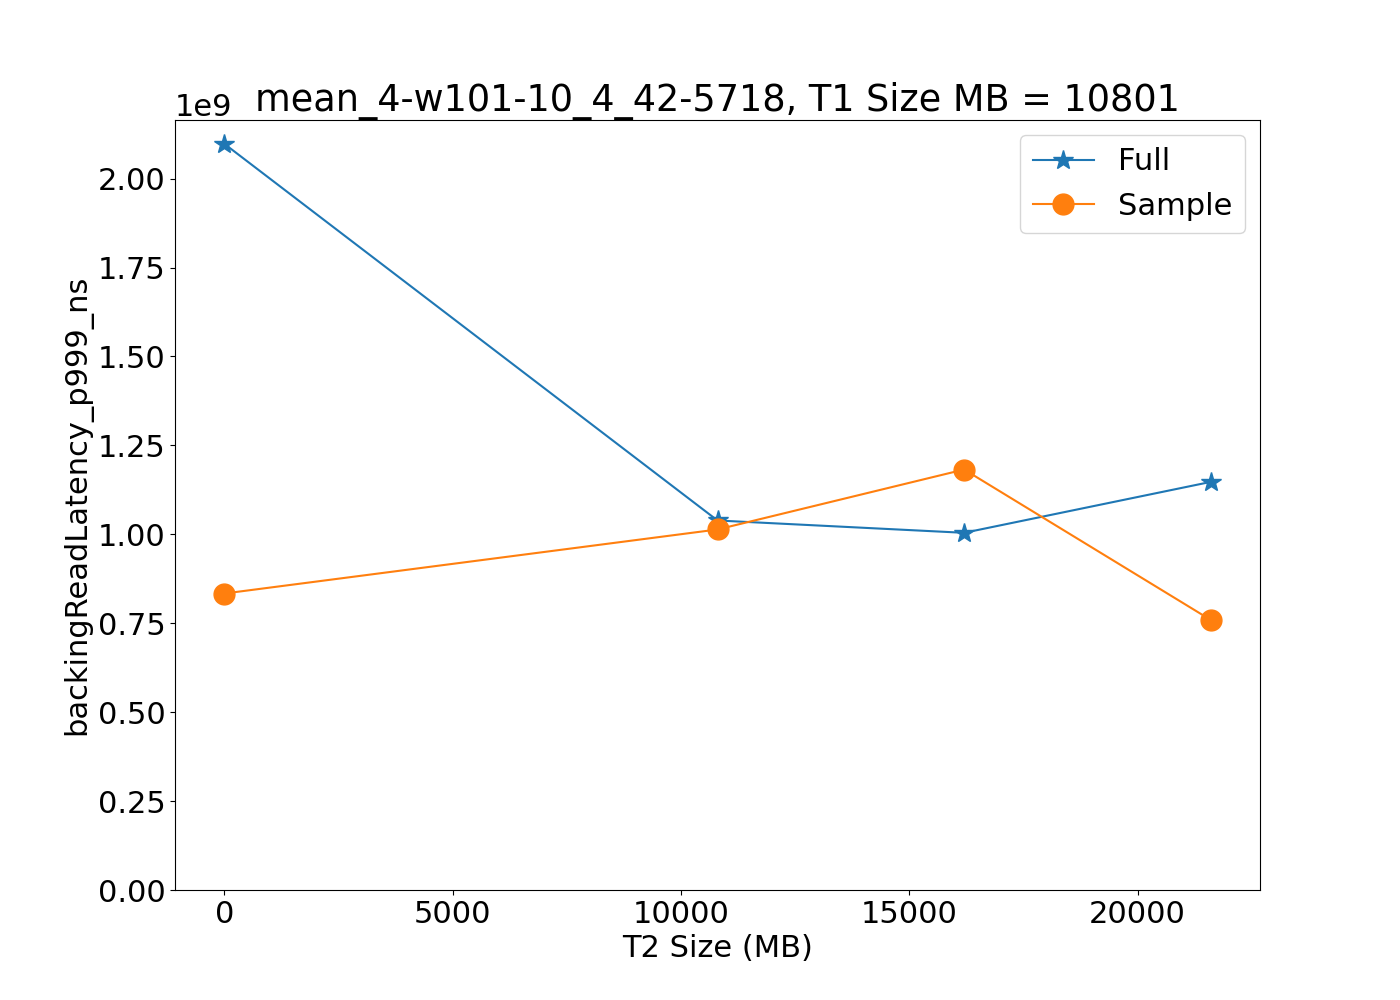 1e9
mean_4-w101-10_4_42-5718, T1 Size MB = 10801
Full
Sample
2.00
1.75
1.50
1.25
1.00
0.75
0.50
0.25
0.00
backingReadLatency_p999_ns
0 5000 10000 15000 20000
T2 Size (MB)